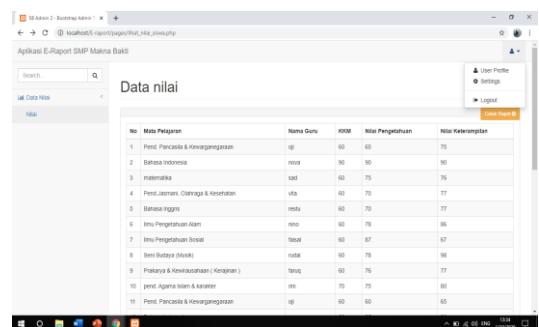 SB Admin 2 - Bootstrap Admin T
localhost/E-raport/pages/lihat_nilai_siswa.php
Aplikasi E-Raport SMP Makna Bakti
Search...
User Profile
Settings
Logout
Data Nilai
Nilai
Data nilai
Cetak Raport
No Mata Pelajaran Nama Guru KKM Nilai Pengetahuan Nilai Keterampilan
1 Pend. Pancasila & Kewarganegaraan oji 60 65 75
2 Bahasa Indonesia nova 90 90 90
3 matematika sad 60 75 76
4 Pend.Jasmani, Olahraga & Kesehatan vita 60 70 77
5 Bahasa Inggris restu 60 70 77
6 Ilmu Pengetahuan Alam nino 60 78 86
7 Ilmu Pengetahuan Sosial faisal 60 87 67
8 Seni Budaya (Musik) rudal 60 78 98
9 Prakarya & Kewirausahaan ( Kerajinan ) faruq 60 76 77
10 pend. Agama Islam & karakter rini 70 75 80
11 Pend. Pancasila & Kewarganegaraan oji 60 60 65
ENG
13:34